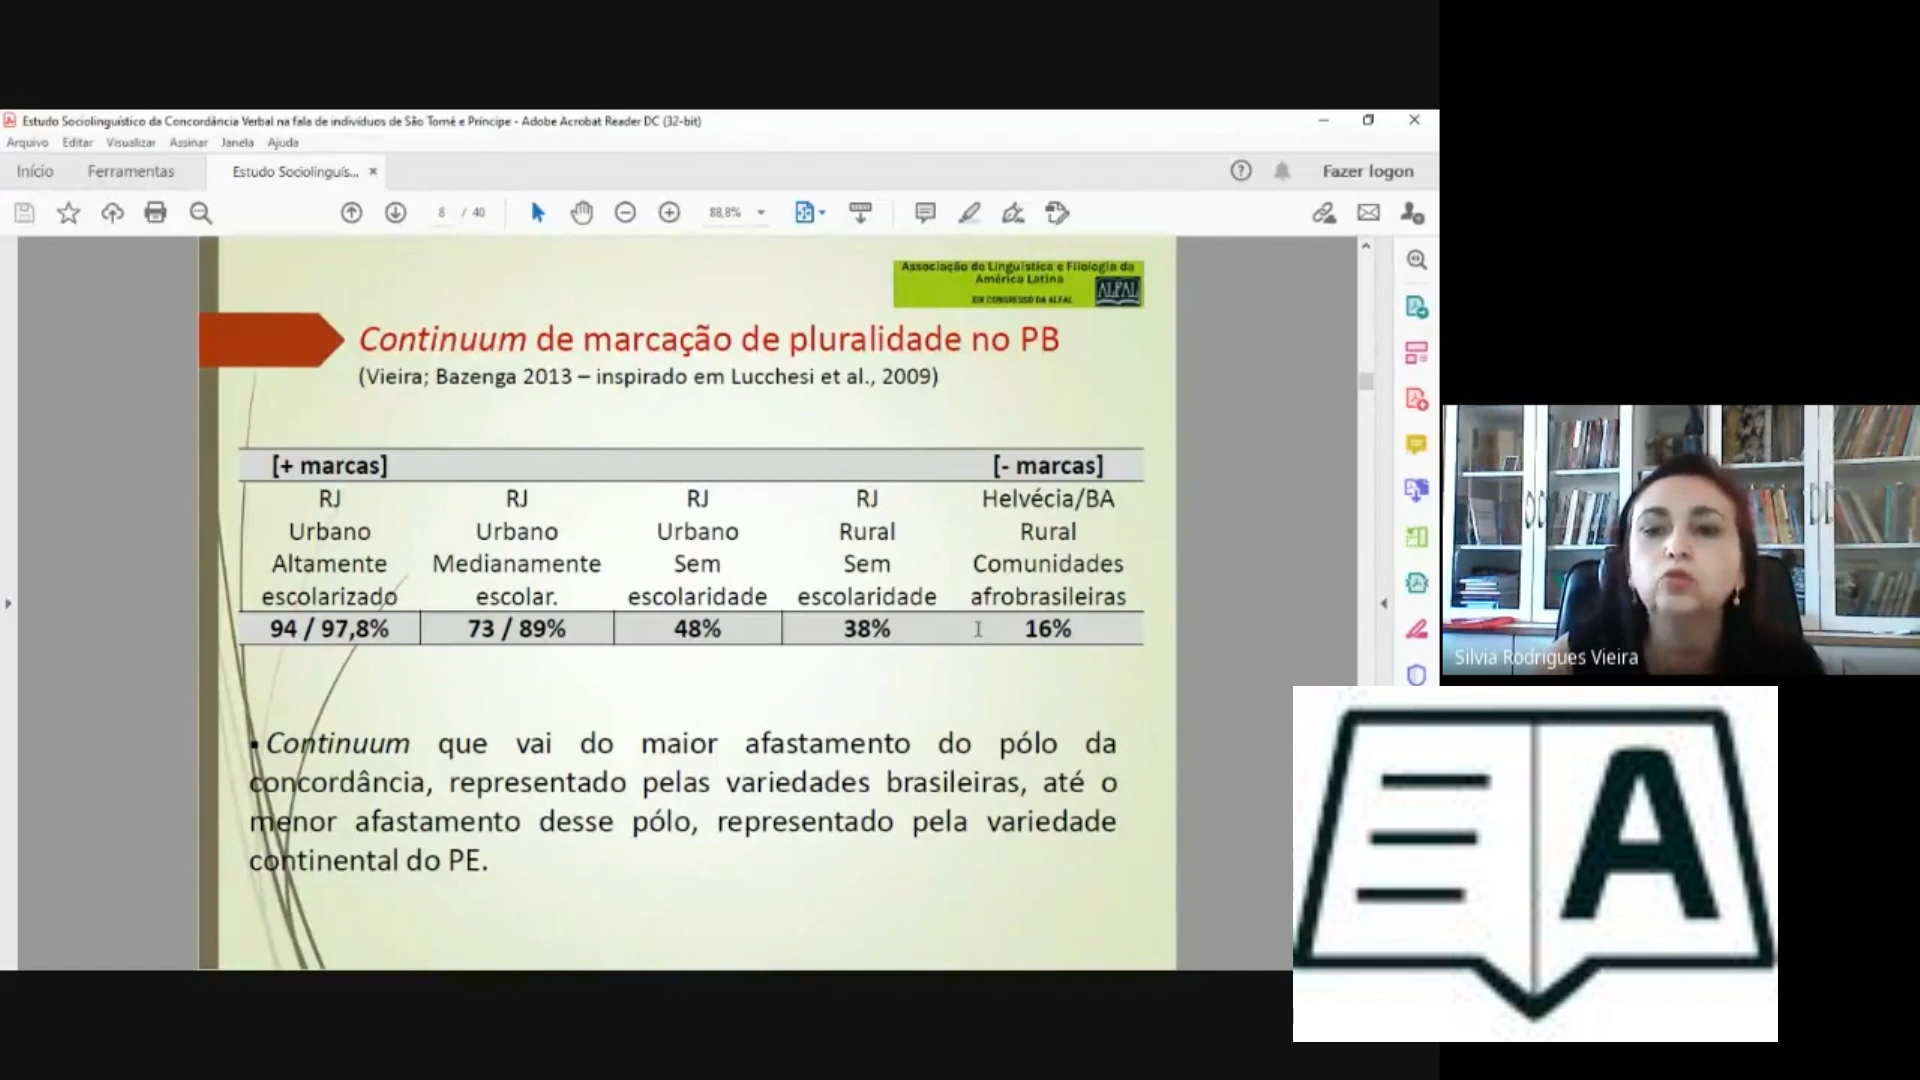 Estudo Sociolinguístico da Concordância Verbal na fala de indivíduos de São Tomé e Príncipe - Adobe Acrobat Reader DC (32-bit)
Arquivo Editar Visualizar Assinar Janela Ajuda
Início Ferramentas Estudo Sociolinguís... Fazer logon
8 / 40 88,8%
Associação de Linguística e Filologia da
América Latina
XIX CONGRESSO DA ALFAL
ALFAL
Continuum de marcação de pluralidade no PB
(Vieira; Bazenga 2013 – inspirado em Lucchesi et al., 2009)
[+ marcas] [- marcas]
RJ RJ RJ RJ Helvécia/BA
Urbano Urbano Urbano Rural Rural
Altamente Medianamente Sem Sem Comunidades
escolarizado escolar. escolaridade escolaridade afrobrasileiras
94 / 97,8% 73 / 89% 48% 38% 16%
Continuum que vai do maior afastamento do pólo da
concordância, representado pelas variedades brasileiras, até o
menor afastamento desse pólo, representado pela variedade
continental do PE.
Silvia Rodrigues Vieira
A